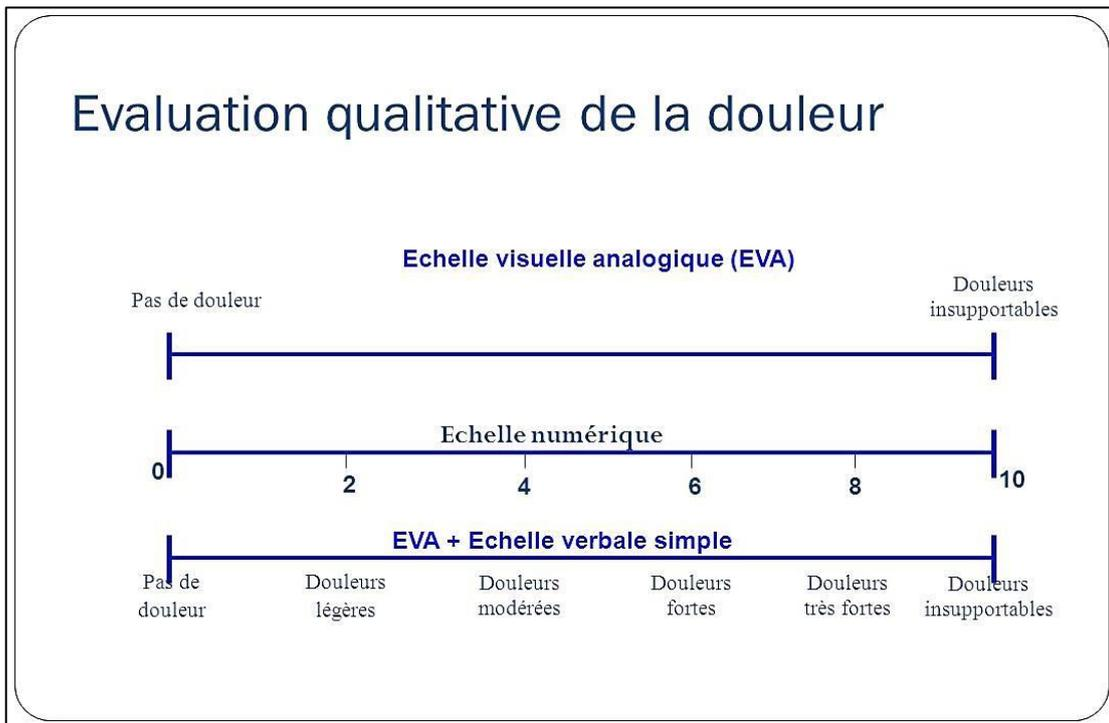 Evaluation qualitative de la douleur
Echelle visuelle analogique (EVA)
Pas de douleur
Douleurs
insupportables
Echelle numérique
0
2
4
6
8
10
EVA + Echelle verbale simple
Pas de
douleur
Douleurs
légères
Douleurs
modérées
Douleurs
fortes
Douleurs
très fortes
Douleurs
insupportables